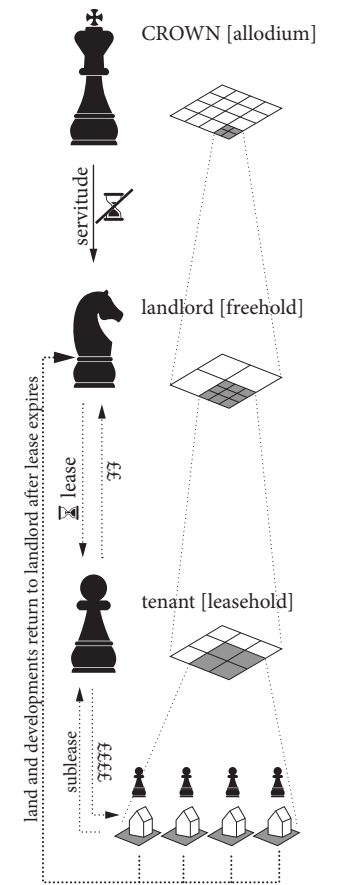 CROWN [allodium]
servitude
landlord [freehold]
lease
tenant [leasehold]
sublease
land and developments return to landlord after lease expires